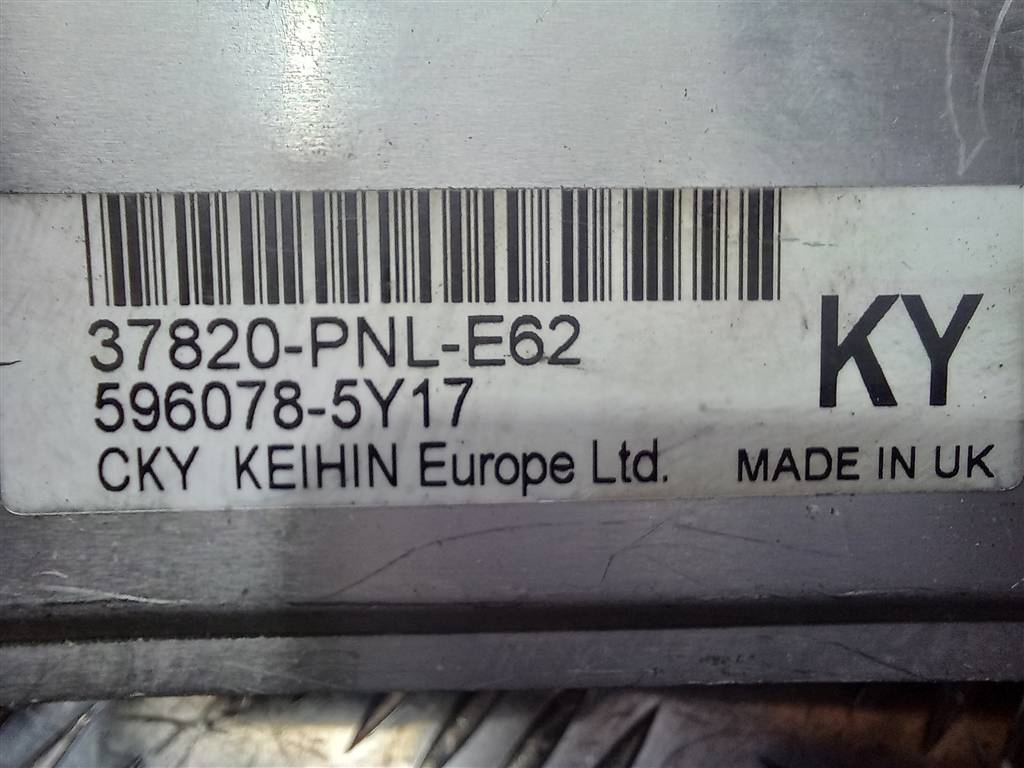 37820-PNL-E62
596078-5Y17
KY
CKY KEIHIN Europe Ltd. MADE IN UK